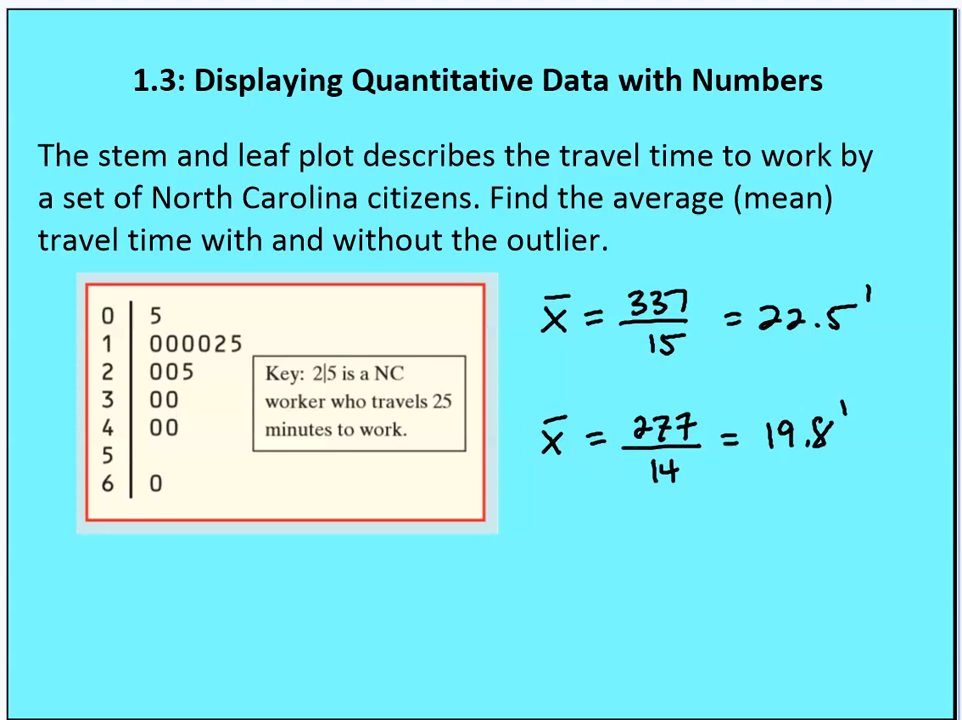 1.3: Displaying Quantitative Data with Numbers
The stem and leaf plot describes the travel time to work by
a set of North Carolina citizens. Find the average (mean)
travel time with and without the outlier.
0 | 5
1 | 000025
2 | 005
3 | 00
4 | 00
5 |
6 | 0
Key: 2|5 is a NC
worker who travels 25
minutes to work.
x̄ = 337/15 = 22.5'
x̄ = 277/14 = 19.8'